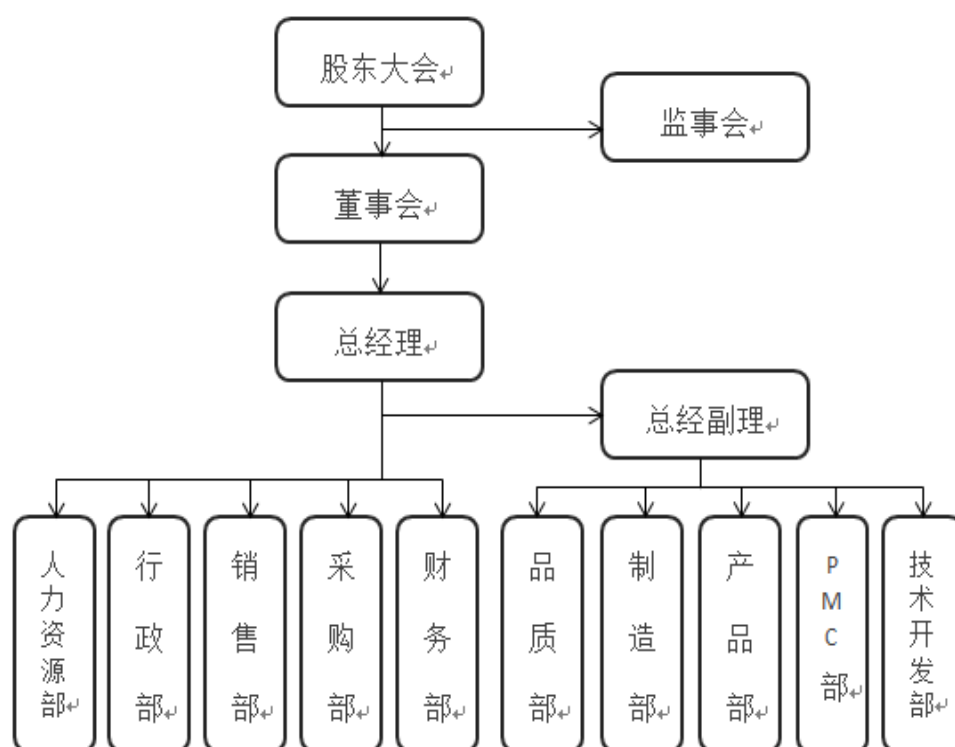 股东大会
监事会
董事会
总经理
总经副理
人力资源部
行政部
销售部
采购部
财务部
品质部
制造部
产品部
PMC部
技术开发部